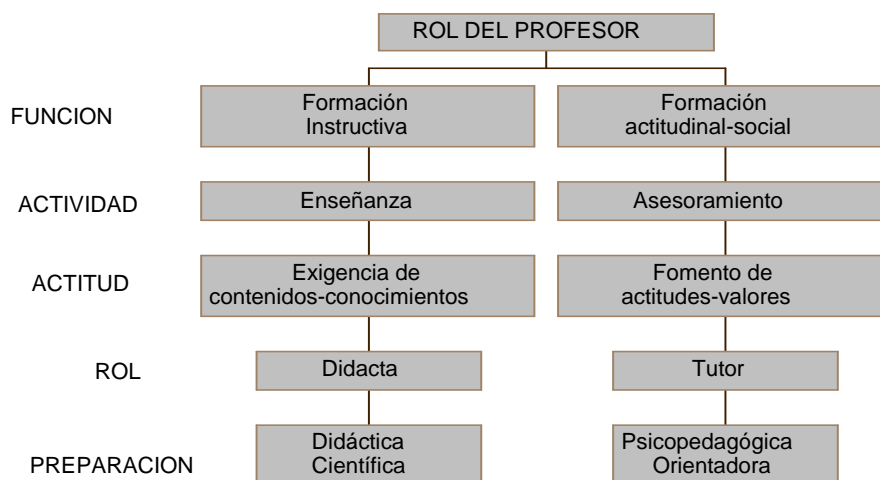 ROL DEL PROFESOR
FUNCION
Formación
Instructiva
Formación
actitudinal-social
ACTIVIDAD
Enseñanza
Asesoramiento
ACTITUD
Exigencia de
contenidos-conocimientos
Fomento de
actitudes-valores
ROL
Didacta
Tutor
PREPARACION
Didáctica
Científica
Psicopedagógica
Orientadora